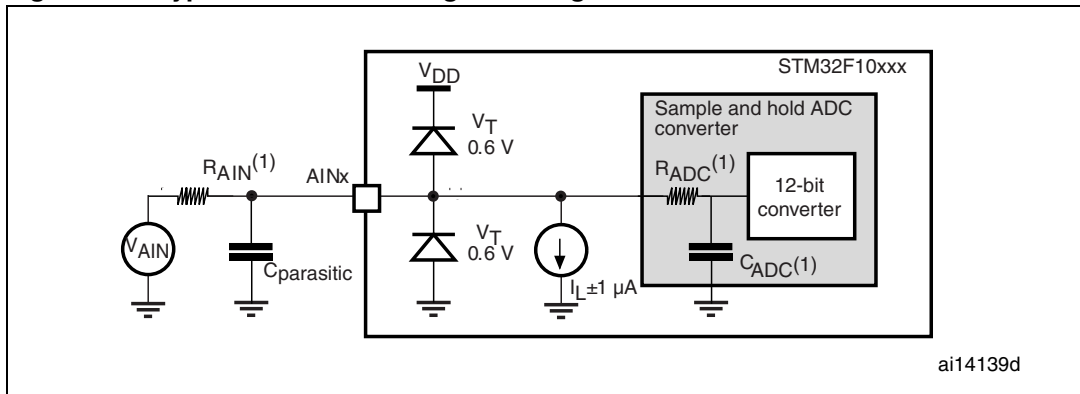 STM32F10xxx
VDD
Sample and hold ADC
converter
VT
0.6 V
RAIN(1)
AINx
RADC(1)
12-bit
converter
VAIN
Cparasitic
VT
0.6 V
IL±1 µA
CADC(1)
ai14139d